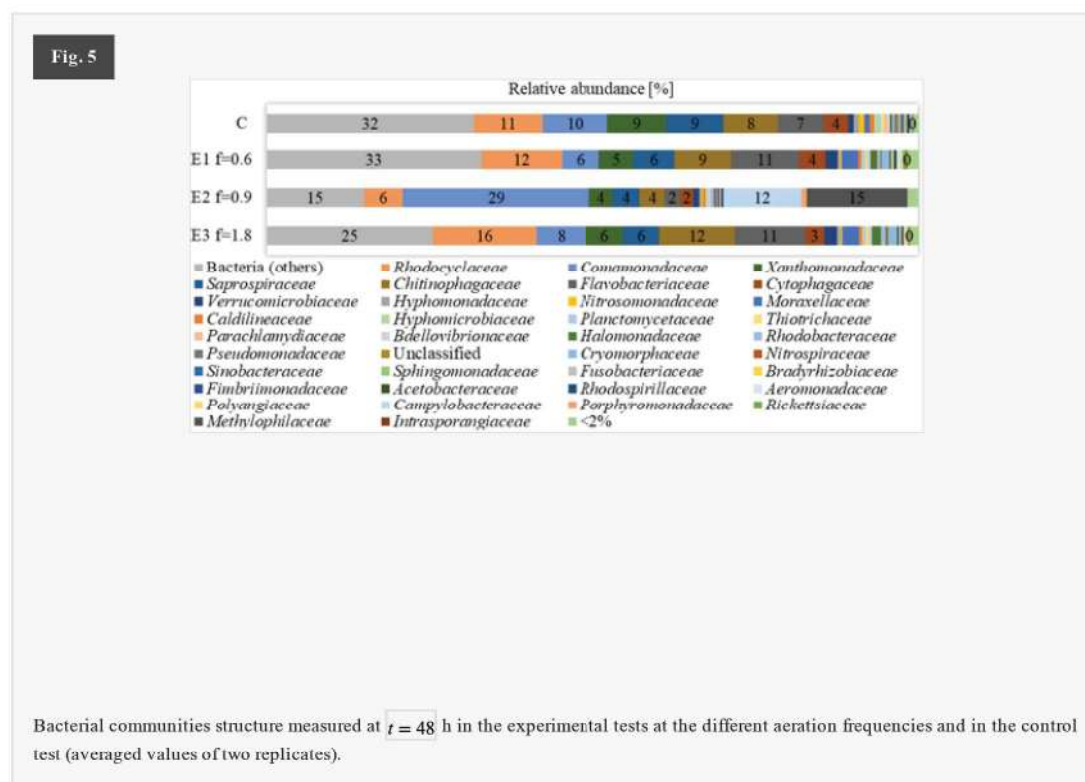 Fig. 5
Relative abundance [%]
C 32 11 10 9 9 8 7 4 0
E1 f=0.6 33 12 6 5 6 9 11 4 0
E2 f=0.9 15 6 29 4 4 4 2 2 12 15
E3 f=1.8 25 16 8 6 6 12 11 3 0
Bacteria (others) Rhodocyclaceae Comamonadaceae Xanthomonadaceae
Saprospiraceae Chitinophagaceae Flavobacteriaceae Cytophagaceae
Verrucomicrobiaceae Hyphomonadaceae Nitrosomonadaceae Moraxellaceae
Caldilineaceae Hyphomicrobiaceae Planctomycetaceae Thiotrichaceae
Parachlamydiaceae Bdellovibrionaceae Halomonadaceae Rhodobacteraceae
Pseudomonadaceae Unclassified Cryomorphaceae Nitrospiraceae
Sinobacteraceae Sphingomonadaceae Fusobacteriaceae Bradyrhizobiaceae
Fimbriimonadaceae Acetobacteraceae Rhodospirillaceae Aeromonadaceae
Polyangiaceae Campylobacteraceae Porphyromonadaceae Rickettsiaceae
Methylophilaceae Intrasporangiaceae <2%
Bacterial communities structure measured at t = 48 h in the experimental tests at the different aeration frequencies and in the control
test (averaged values of two replicates).